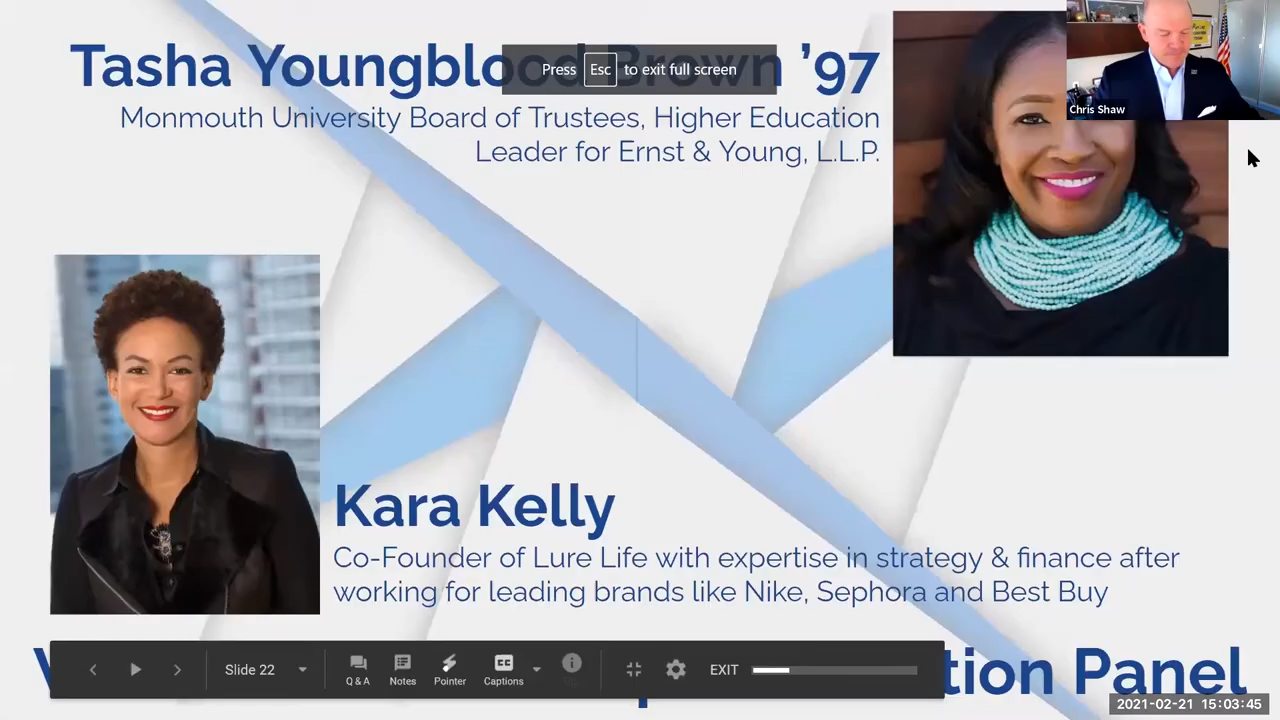 Tasha Youngblood Brown ’97
Press Esc to exit full screen
Monmouth University Board of Trustees, Higher Education
Leader for Ernst & Young, L.L.P.
Chris Shaw
Kara Kelly
Co-Founder of Lure Life with expertise in strategy & finance after
working for leading brands like Nike, Sephora and Best Buy
Panel
Slide 22
Q & A
Notes
Pointer
CC
Captions
EXIT
2021-02-21 15:03:45